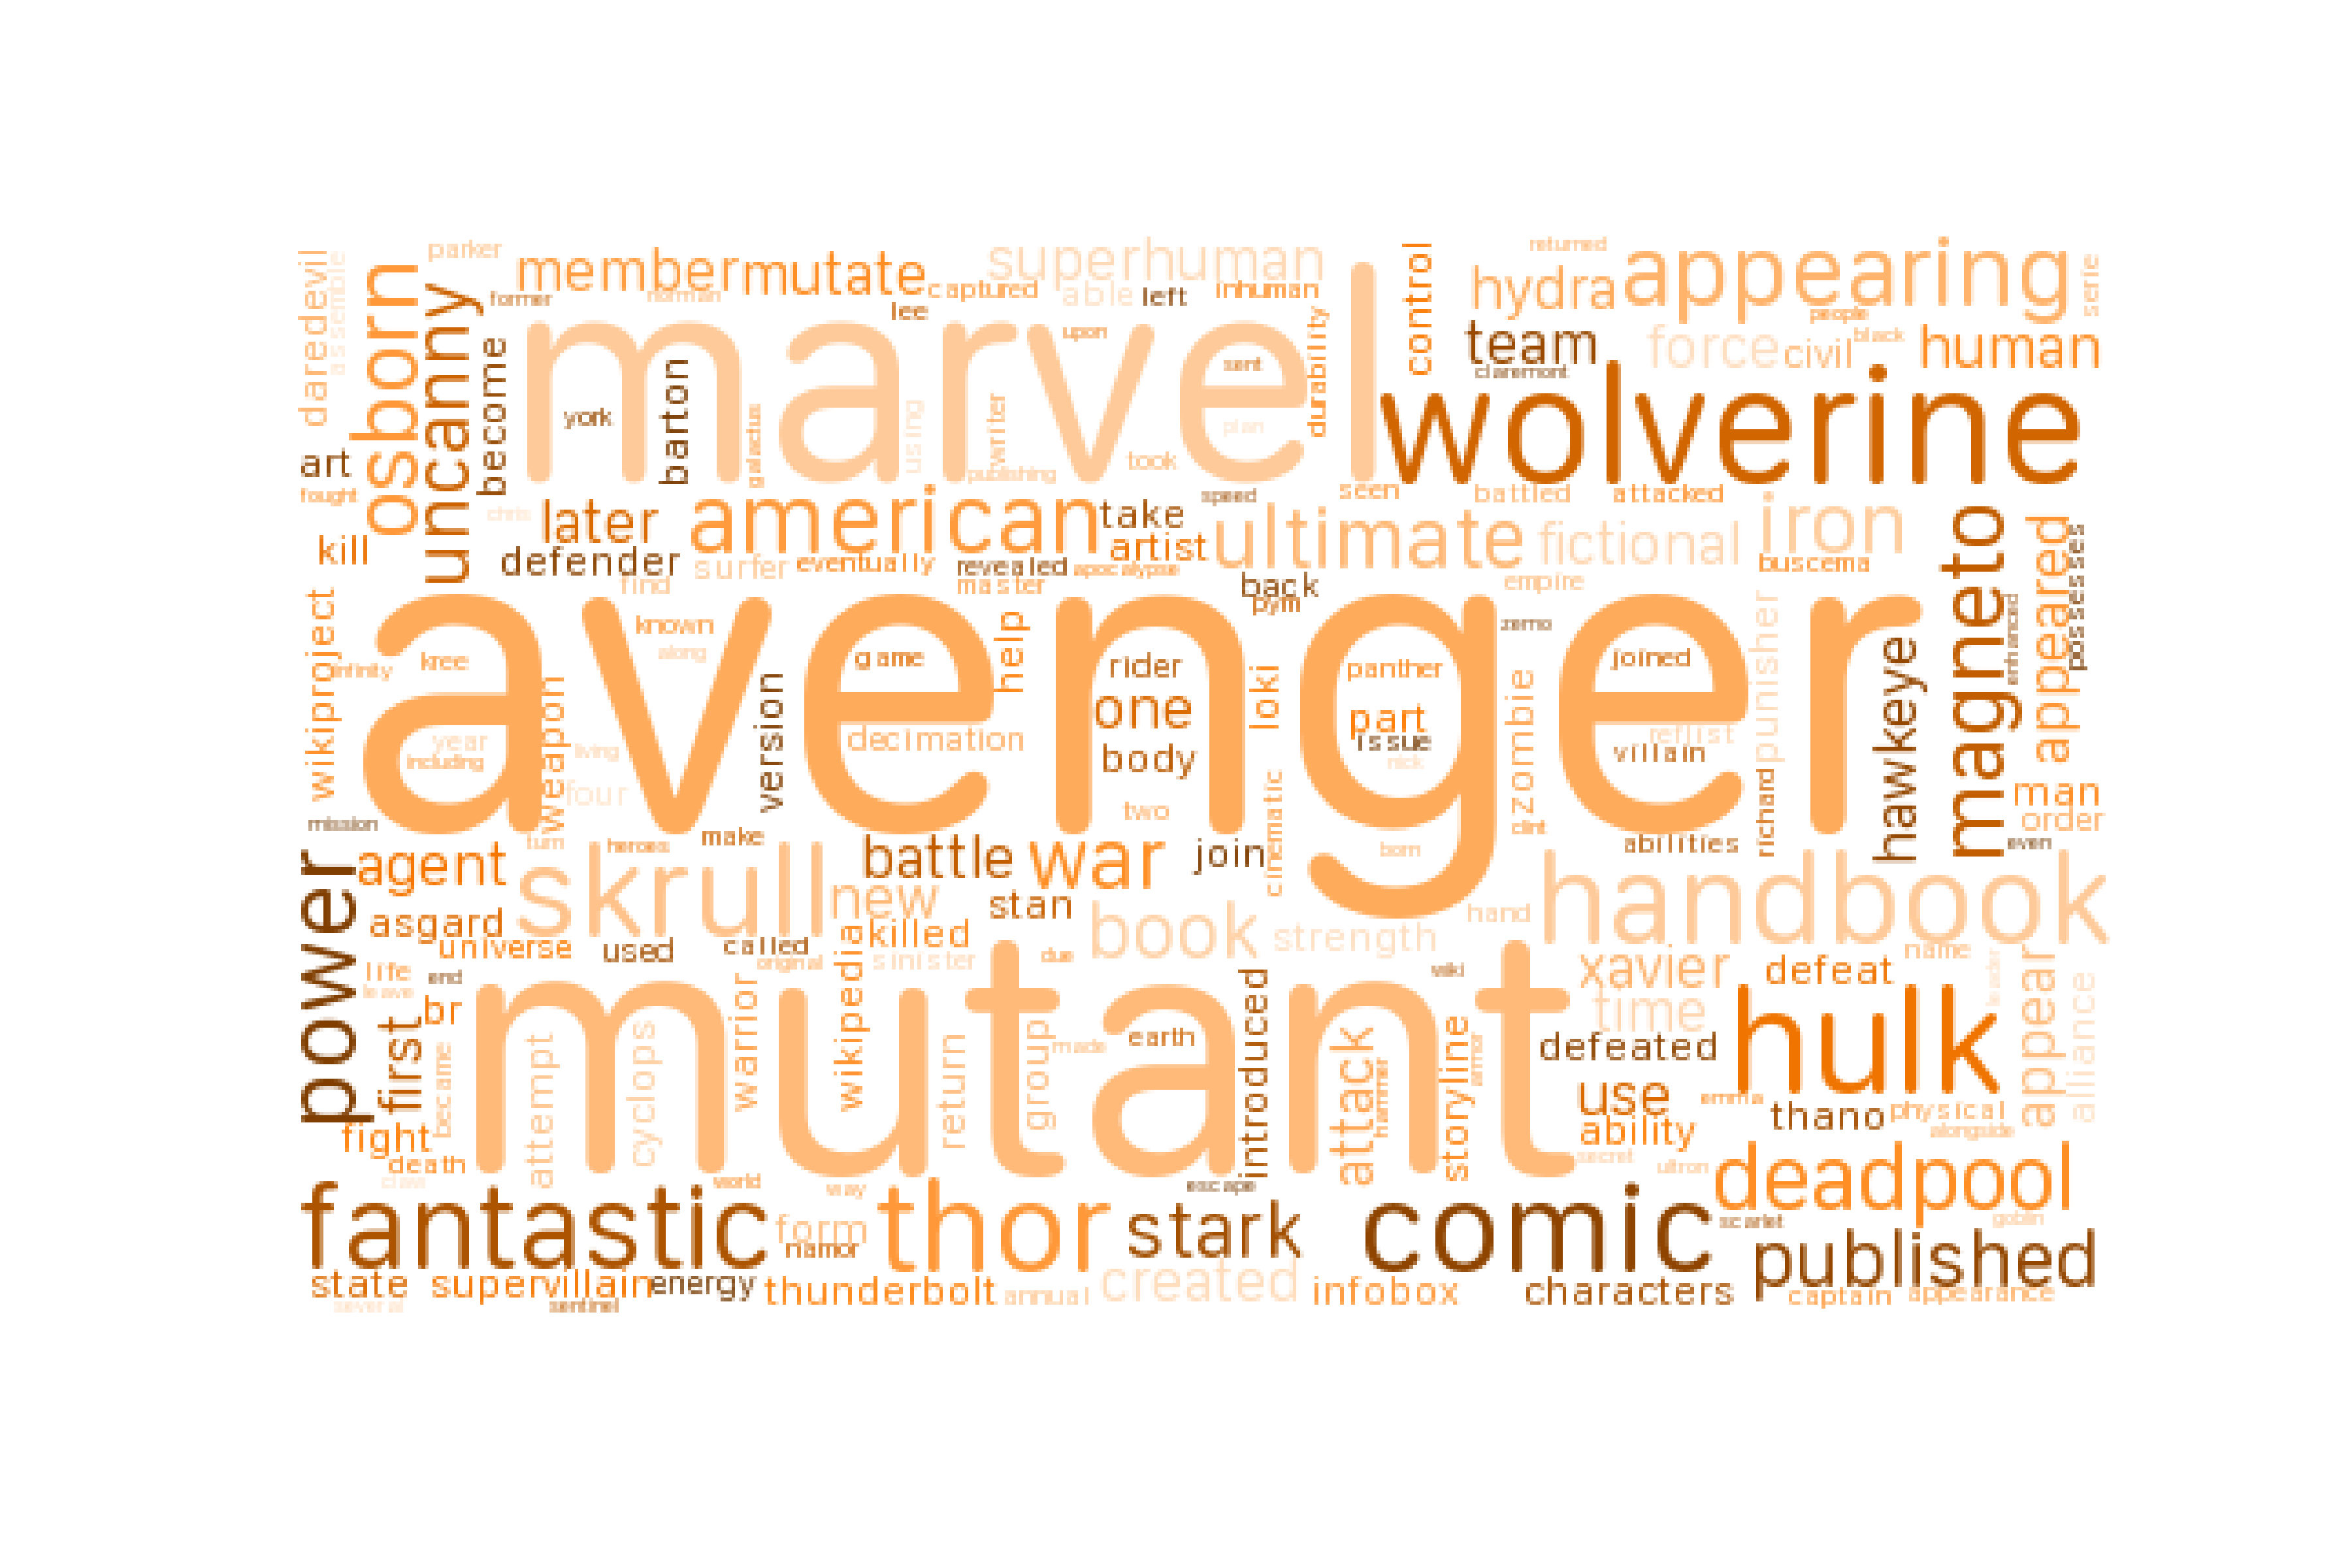 parker
superhuman
returned
daredevil
assemble
osborn
member
mutate
captured
able
left
inhuman
control
hydra
appearing
serie
uncanny
former
norman
lee
marvel
upon
durability
team
force
civil
people
black
human
become
york
barton
galactus
using
writer
sent
plan
claremont
wolverine
art
publishing
took
fought
chris
later
american
take
speed
seen
battled
attacked
kill
defender
artist
ultimate
fictional
iron
magneto
appeared
possesses
surfer
eventually
revealed
apocalypse
buscema
find
master
back
pym
empire
wikiproject
avenger
known
along
help
zemo
punisher
hawkeye
enhanced
infinity
kree
game
rider
loki
panther
joined
weapon
version
one
part
zombie
reflist
year
decimation
including
living
body
issue
nick
villain
four
cinematic
richard
man
order
mission
two
turn
heroes
make
battle
war
join
born
clint
abilities
even
power
agent
skrull
new
stan
hand
handbook
asgard
book
strength
universe
used
called
killed
wikipedia
name
life
end
original
sinister
due
wiki
xavier
defeat
leader
leave
br
mutant
warrior
introduced
time
hulk
appear
alliance
first
became
attempt
cyclops
return
group
made
earth
attack
hammer
storyline
armor
defeated
use
emma
thano
physical
fight
ability
alongside
death
secret
ultron
deadpool
world
way
escape
fantastic
form
namor
thor
stark
comic
scarlet
goblin
published
state
supervillain
energy
thunderbolt
annual
created
infobox
characters
captain
appearance
several
sentinel